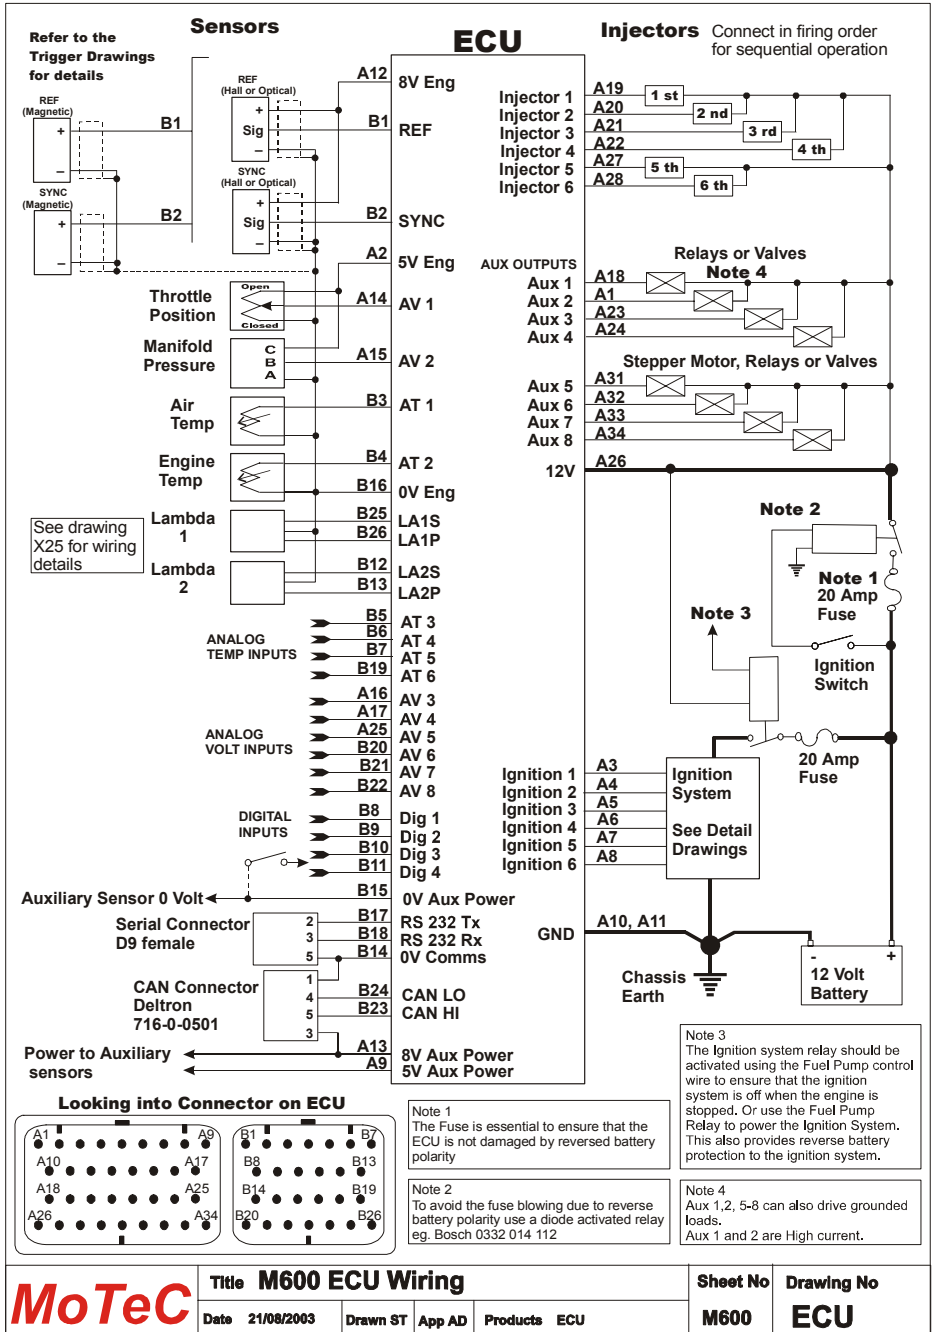 Sensors
ECU
Injectors Connect in firing order
for sequential operation
Refer to the
Trigger Drawings
for details
REF
(Magnetic)
+
−
B1
SYNC
(Magnetic)
+
−
B2
REF
(Hall or Optical)
+
Sig
−
SYNC
(Hall or Optical)
+
Sig
−
A12 8V Eng
B1 REF
B2 SYNC
A2 5V Eng
Throttle
Position
Open
Closed
A14 AV 1
Manifold
Pressure
C
B
A
A15 AV 2
Air
Temp
B3 AT 1
Engine
Temp
B4 AT 2
B16 0V Eng
See drawing
X25 for wiring
details
Lambda
1
B25 LA1S
B26 LA1P
Lambda
2
B12 LA2S
B13 LA2P
ANALOG
TEMP INPUTS
B5 AT 3
B6 AT 4
B7 AT 5
B19 AT 6
ANALOG
VOLT INPUTS
A16 AV 3
A17 AV 4
A25 AV 5
B20 AV 6
B21 AV 7
B22 AV 8
DIGITAL
INPUTS
B8 Dig 1
B9 Dig 2
B10 Dig 3
B11 Dig 4
Auxiliary Sensor 0 Volt B15 0V Aux Power
Serial Connector
D9 female
2 B17 RS 232 Tx
3 B18 RS 232 Rx
5 B14 0V Comms
CAN Connector
Deltron
716-0-0501
1
4 B24 CAN LO
5 B23 CAN HI
3
Power to Auxiliary
sensors
A13 8V Aux Power
A9 5V Aux Power
Injector 1 A19 1 st
Injector 2 A20 2 nd
Injector 3 A21 3 rd
Injector 4 A22 4 th
Injector 5 A27 5 th
Injector 6 A28 6 th
Relays or Valves
Note 4
AUX OUTPUTS
Aux 1 A18
Aux 2 A1
Aux 3 A23
Aux 4 A24
Stepper Motor, Relays or Valves
Aux 5 A31
Aux 6 A32
Aux 7 A33
Aux 8 A34
12V A26
Note 2
Note 1
20 Amp
Fuse
Note 3
Ignition
Switch
20 Amp
Fuse
Ignition 1 A3
Ignition 2 A4
Ignition 3 A5
Ignition 4 A6
Ignition 5 A7
Ignition 6 A8
Ignition
System
See Detail
Drawings
GND A10, A11
Chassis
Earth
- +
12 Volt
Battery
Looking into Connector on ECU
A1 A9
A10 A17
A18 A25
A26 A34
B1 B7
B8 B13
B14 B19
B20 B26
Note 1
The Fuse is essential to ensure that the
ECU is not damaged by reversed battery
polarity
Note 2
To avoid the fuse blowing due to reverse
battery polarity use a diode activated relay
eg. Bosch 0332 014 112
Note 3
The Ignition system relay should be
activated using the Fuel Pump control
wire to ensure that the ignition
system is off when the engine is
stopped. Or use the Fuel Pump
Relay to power the Ignition System.
This also provides reverse battery
protection to the ignition system.
Note 4
Aux 1,2, 5-8 can also drive grounded
loads.
Aux 1 and 2 are High current.
MoTeC
Title M600 ECU Wiring
Date 21/08/2003 Drawn ST App AD Products ECU
Sheet No
M600
Drawing No
ECU